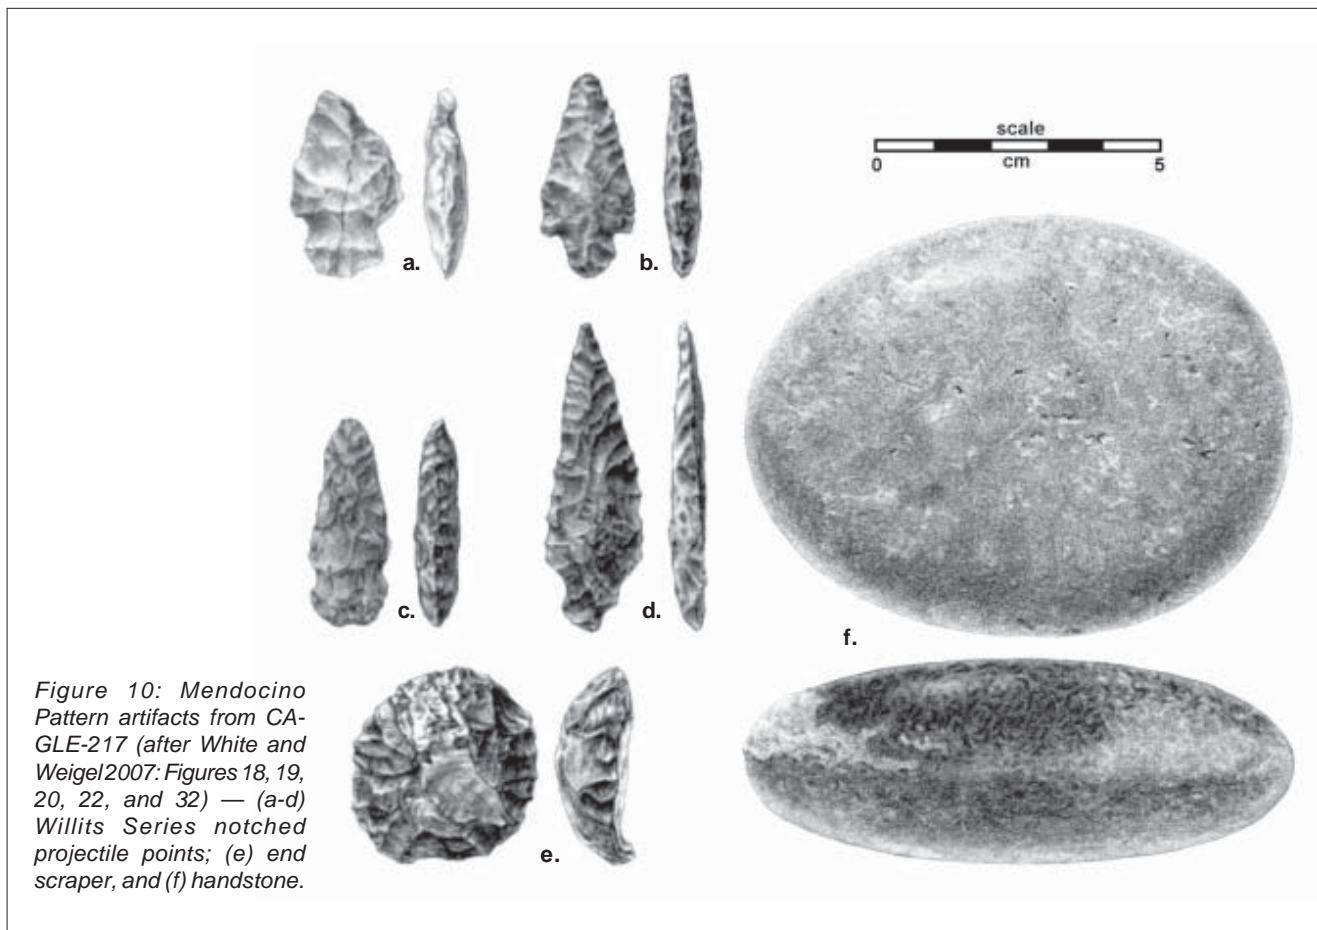 scale
0 cm 5
a.
b.
c.
d.
f.
e.
Figure 10: Mendocino
Pattern artifacts from CA-
GLE-217 (after White and
Weigel 2007: Figures 18, 19,
20, 22, and 32) — (a-d)
Willits Series notched
projectile points; (e) end
scraper, and (f) handstone.